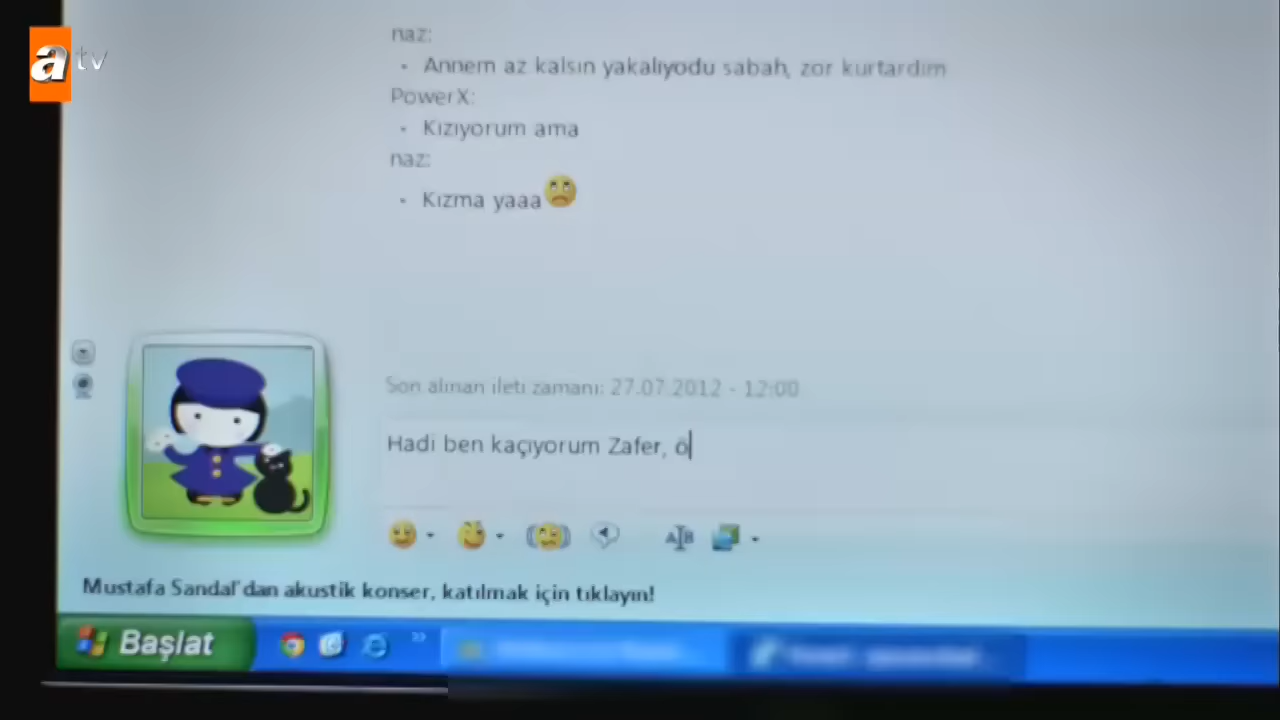 atv
naz:
- Annem az kalsın yakalıyodu sabah, zor kurtardım
PowerX:
- Kızıyorum ama
naz:
- Kızma yaaa
Son alınan ileti zamanı: 27.07.2012 - 12:00
Hadi ben kaçıyorum Zafer, ö
Mustafa Sandal'dan akustik konser, katılmak için tıklayın!
Başlat